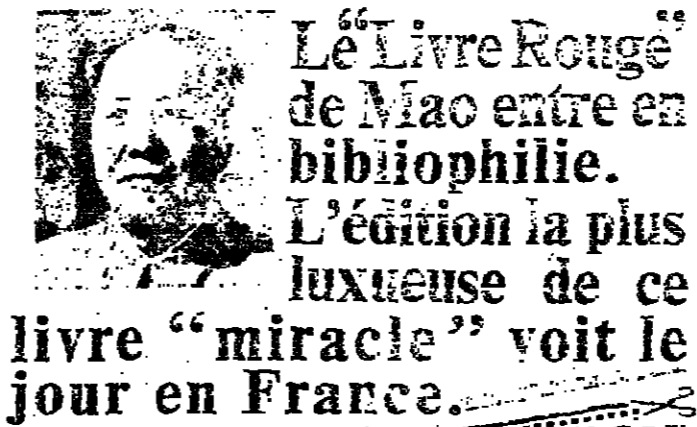 Le “Livre Rouge”
de Mao entre en
bibliophilie.
L’édition la plus
luxueuse de ce
livre “miracle” voit le
jour en France.